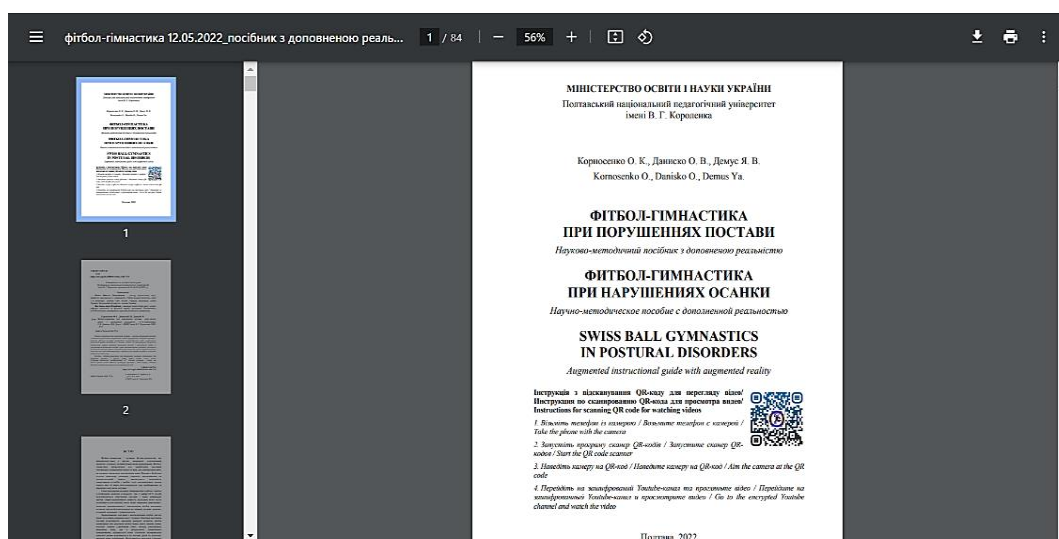 фітбол-гімнастика 12.05.2022_посібник з доповненою реаль...
1 / 84
56%
1
2
МІНІСТЕРСТВО ОСВІТИ І НАУКИ УКРАЇНИ
Полтавський національний педагогічний університет
імені В. Г. Короленка
Корносенко О. К., Даниско О. В., Демус Я. В.
Kornosenko O., Danisko O., Demus Ya.
ФІТБОЛ-ГІМНАСТИКА
ПРИ ПОРУШЕННЯХ ПОСТАВИ
Науково-методичний посібник з доповненою реальністю
ФИТБОЛ-ГИМНАСТИКА
ПРИ НАРУШЕНИЯХ ОСАНКИ
Научно-методическое пособие с дополненной реальностью
SWISS BALL GYMNASTICS
IN POSTURAL DISORDERS
Augmented instructional guide with augmented reality
Інструкція з відсканування QR-коду для перегляду відео/
Инструкция по сканированию QR-кода для просмотра видео/
Instructions for scanning QR code for watching videos
1. Візьміть телефон із камерою / Возьмите телефон с камерой /
Take the phone with the camera
2. Запустіть програму сканер QR-кодів / Запустите сканер QR-
кодов / Start the QR code scanner
3. Наведіть камеру на QR-код / Наведите камеру на QR-код / Aim the camera at the QR
code
4. Перейдіть на зашифрований Youtube-канал та прогляньте відео / Перейдите на
зашифрованный Youtube-канал и просмотрите видео / Go to the encrypted Youtube
channel and watch the video
Полтава, 2022